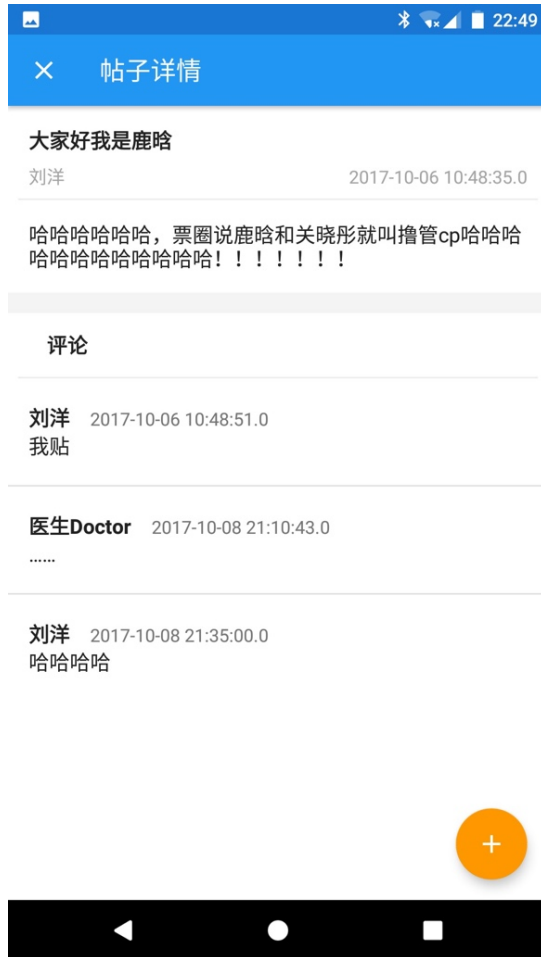 22:49
帖子详情
大家好我是鹿晗
刘洋 2017-10-06 10:48:35.0
哈哈哈哈哈哈，票圈说鹿晗和关晓彤就叫撸管cp哈哈哈
哈哈哈哈哈哈哈哈哈！！！！！！！
评论
刘洋 2017-10-06 10:48:51.0
我贴
医生Doctor 2017-10-08 21:10:43.0
……
刘洋 2017-10-08 21:35:00.0
哈哈哈哈